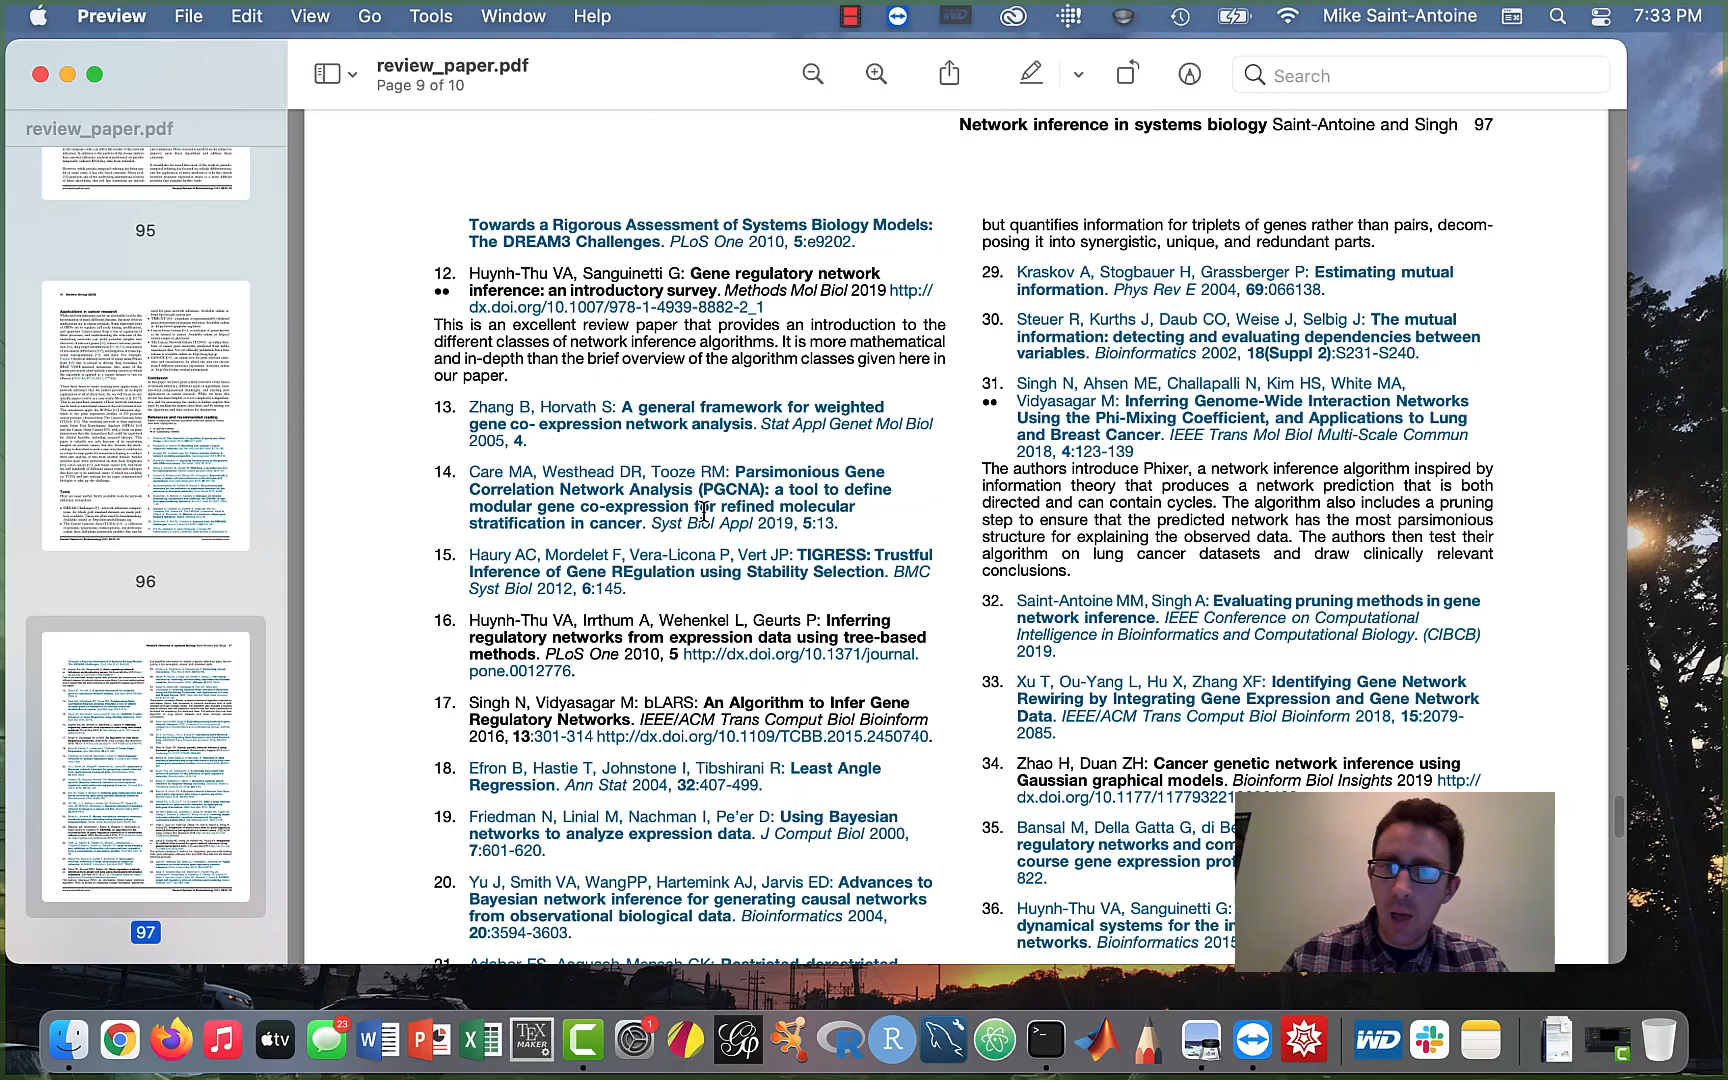 Preview File Edit View Go Tools Window Help
Mike Saint-Antoine 7:33 PM
review_paper.pdf
Page 9 of 10
Search
review_paper.pdf
95
96
97
Network inference in systems biology Saint-Antoine and Singh 97
Towards a Rigorous Assessment of Systems Biology Models:
The DREAM3 Challenges. PLoS One 2010, 5:e9202.
12. Huynh-Thu VA, Sanguinetti G: Gene regulatory network
•• inference: an introductory survey. Methods Mol Biol 2019 http://
dx.doi.org/10.1007/978-1-4939-8882-2_1
This is an excellent review paper that provides an introduction to the
different classes of network inference algorithms. It is more mathematical
and in-depth than the brief overview of the algorithm classes given here in
our paper.
13. Zhang B, Horvath S: A general framework for weighted
gene co- expression network analysis. Stat Appl Genet Mol Biol
2005, 4.
14. Care MA, Westhead DR, Tooze RM: Parsimonious Gene
Correlation Network Analysis (PGCNA): a tool to define
modular gene co-expression for refined molecular
stratification in cancer. Syst Biol Appl 2019, 5:13.
15. Haury AC, Mordelet F, Vera-Licona P, Vert JP: TIGRESS: Trustful
Inference of Gene REgulation using Stability Selection. BMC
Syst Biol 2012, 6:145.
16. Huynh-Thu VA, Irrthum A, Wehenkel L, Geurts P: Inferring
regulatory networks from expression data using tree-based
methods. PLoS One 2010, 5 http://dx.doi.org/10.1371/journal.
pone.0012776.
17. Singh N, Vidyasagar M: bLARS: An Algorithm to Infer Gene
Regulatory Networks. IEEE/ACM Trans Comput Biol Bioinform
2016, 13:301-314 http://dx.doi.org/10.1109/TCBB.2015.2450740.
18. Efron B, Hastie T, Johnstone I, Tibshirani R: Least Angle
Regression. Ann Stat 2004, 32:407-499.
19. Friedman N, Linial M, Nachman I, Pe'er D: Using Bayesian
networks to analyze expression data. J Comput Biol 2000,
7:601-620.
20. Yu J, Smith VA, WangPP, Hartemink AJ, Jarvis ED: Advances to
Bayesian network inference for generating causal networks
from observational biological data. Bioinformatics 2004,
20:3594-3603.
but quantifies information for triplets of genes rather than pairs, decom-
posing it into synergistic, unique, and redundant parts.
29. Kraskov A, Stogbauer H, Grassberger P: Estimating mutual
information. Phys Rev E 2004, 69:066138.
30. Steuer R, Kurths J, Daub CO, Weise J, Selbig J: The mutual
information: detecting and evaluating dependencies between
variables. Bioinformatics 2002, 18(Suppl 2):S231-S240.
31. Singh N, Ahsen ME, Challapalli N, Kim HS, White MA,
•• Vidyasagar M: Inferring Genome-Wide Interaction Networks
Using the Phi-Mixing Coefficient, and Applications to Lung
and Breast Cancer. IEEE Trans Mol Biol Multi-Scale Commun
2018, 4:123-139
The authors introduce Phixer, a network inference algorithm inspired by
information theory that produces a network prediction that is both
directed and can contain cycles. The algorithm also includes a pruning
step to ensure that the predicted network has the most parsimonious
structure for explaining the observed data. The authors then test their
algorithm on lung cancer datasets and draw clinically relevant
conclusions.
32. Saint-Antoine MM, Singh A: Evaluating pruning methods in gene
network inference. IEEE Conference on Computational
Intelligence in Bioinformatics and Computational Biology. (CIBCB)
2019.
33. Xu T, Ou-Yang L, Hu X, Zhang XF: Identifying Gene Network
Rewiring by Integrating Gene Expression and Gene Network
Data. IEEE/ACM Trans Comput Biol Bioinform 2018, 15:2079-
2085.
34. Zhao H, Duan ZH: Cancer genetic network inference using
Gaussian graphical models. Bioinform Biol Insights 2019 http://
dx.doi.org/10.1177/117793221
35. Bansal M, Della Gatta G, di Be
regulatory networks and com
course gene expression prof
822.
36. Huynh-Thu VA, Sanguinetti G:
dynamical systems for the in
networks. Bioinformatics 2015
tv
23
W
P
X
TEX
MAKER
1
R
R
WD